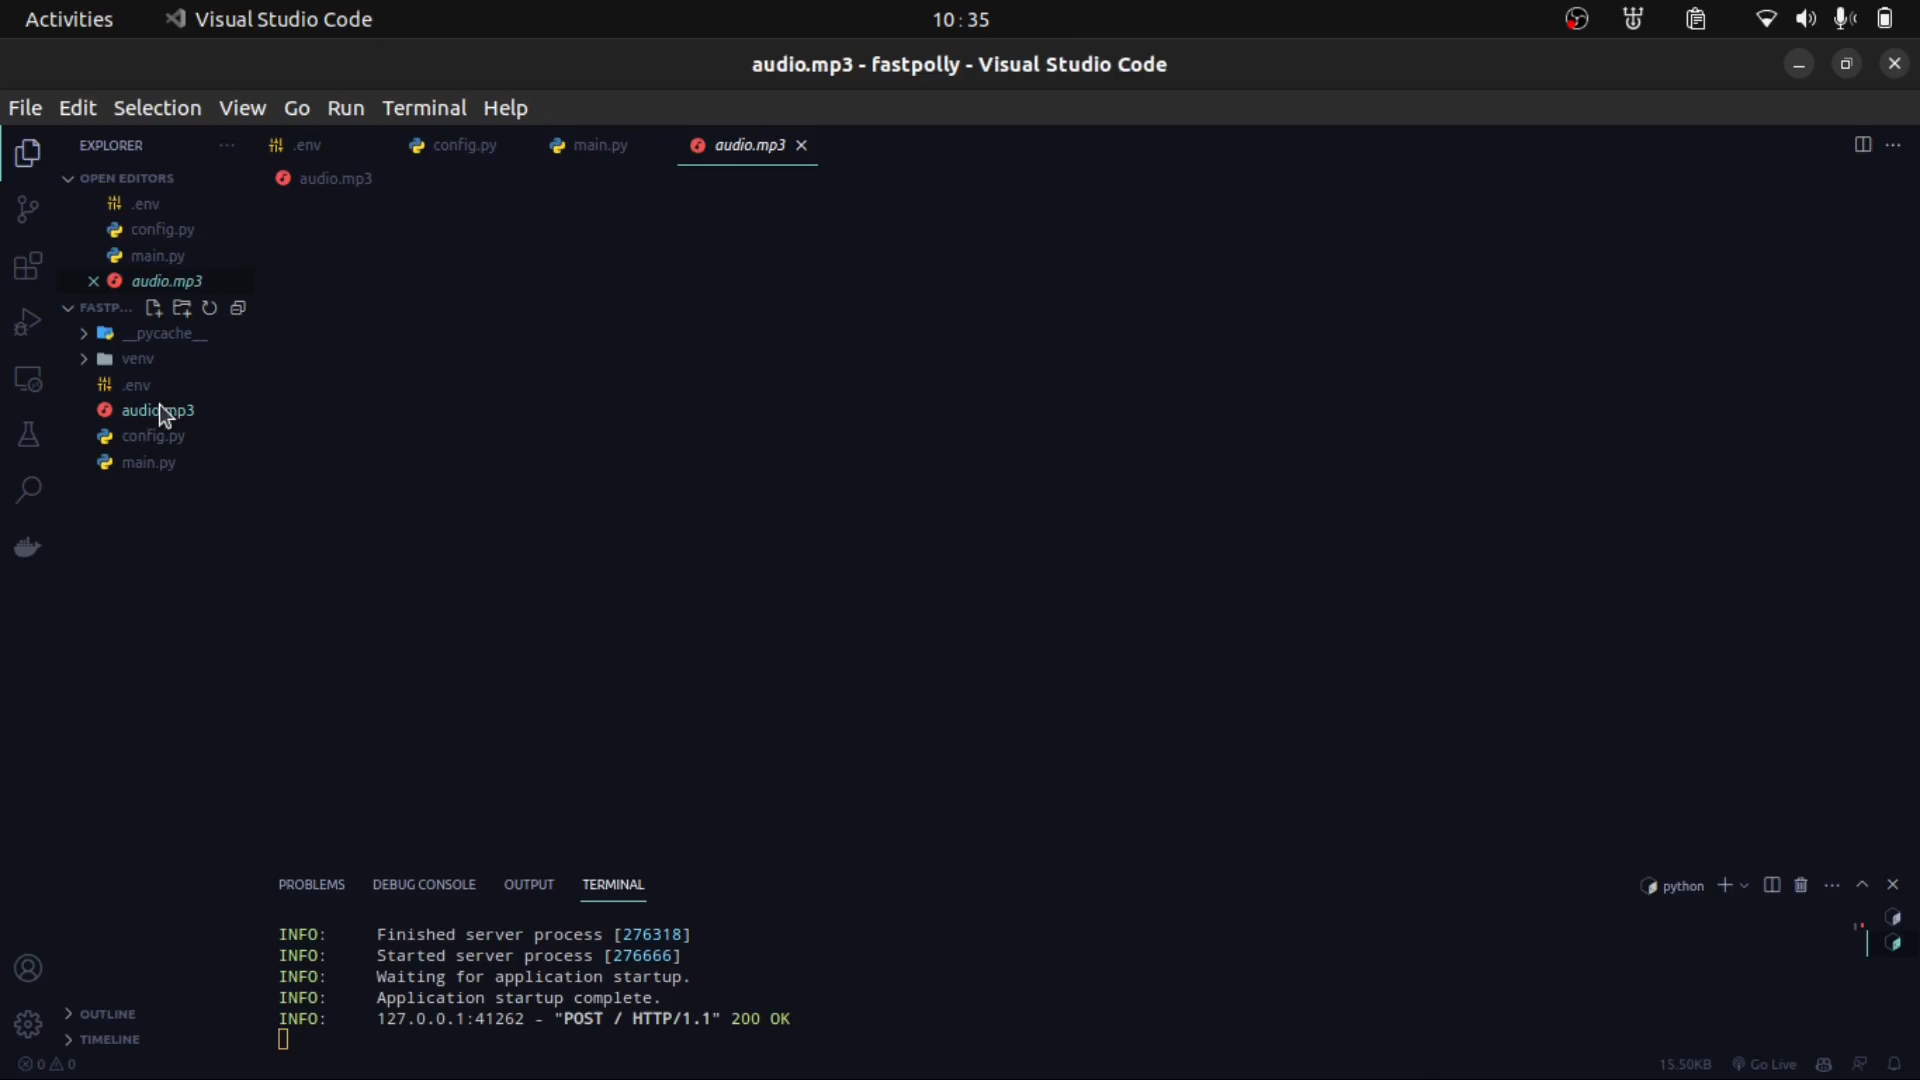 Activities Visual Studio Code 10:35
audio.mp3 - fastpolly - Visual Studio Code
File Edit Selection View Go Run Terminal Help
EXPLORER
.env config.py main.py audio.mp3
OPEN EDITORS
audio.mp3
.env
config.py
main.py
audio.mp3
FASTP...
__pycache__
venv
.env
audio.mp3
config.py
main.py
PROBLEMS DEBUG CONSOLE OUTPUT TERMINAL
python
INFO: Finished server process [276318]
INFO: Started server process [276666]
INFO: Waiting for application startup.
INFO: Application startup complete.
INFO: 127.0.0.1:41262 - "POST / HTTP/1.1" 200 OK
OUTLINE
TIMELINE
0 0 15.50KB Go Live